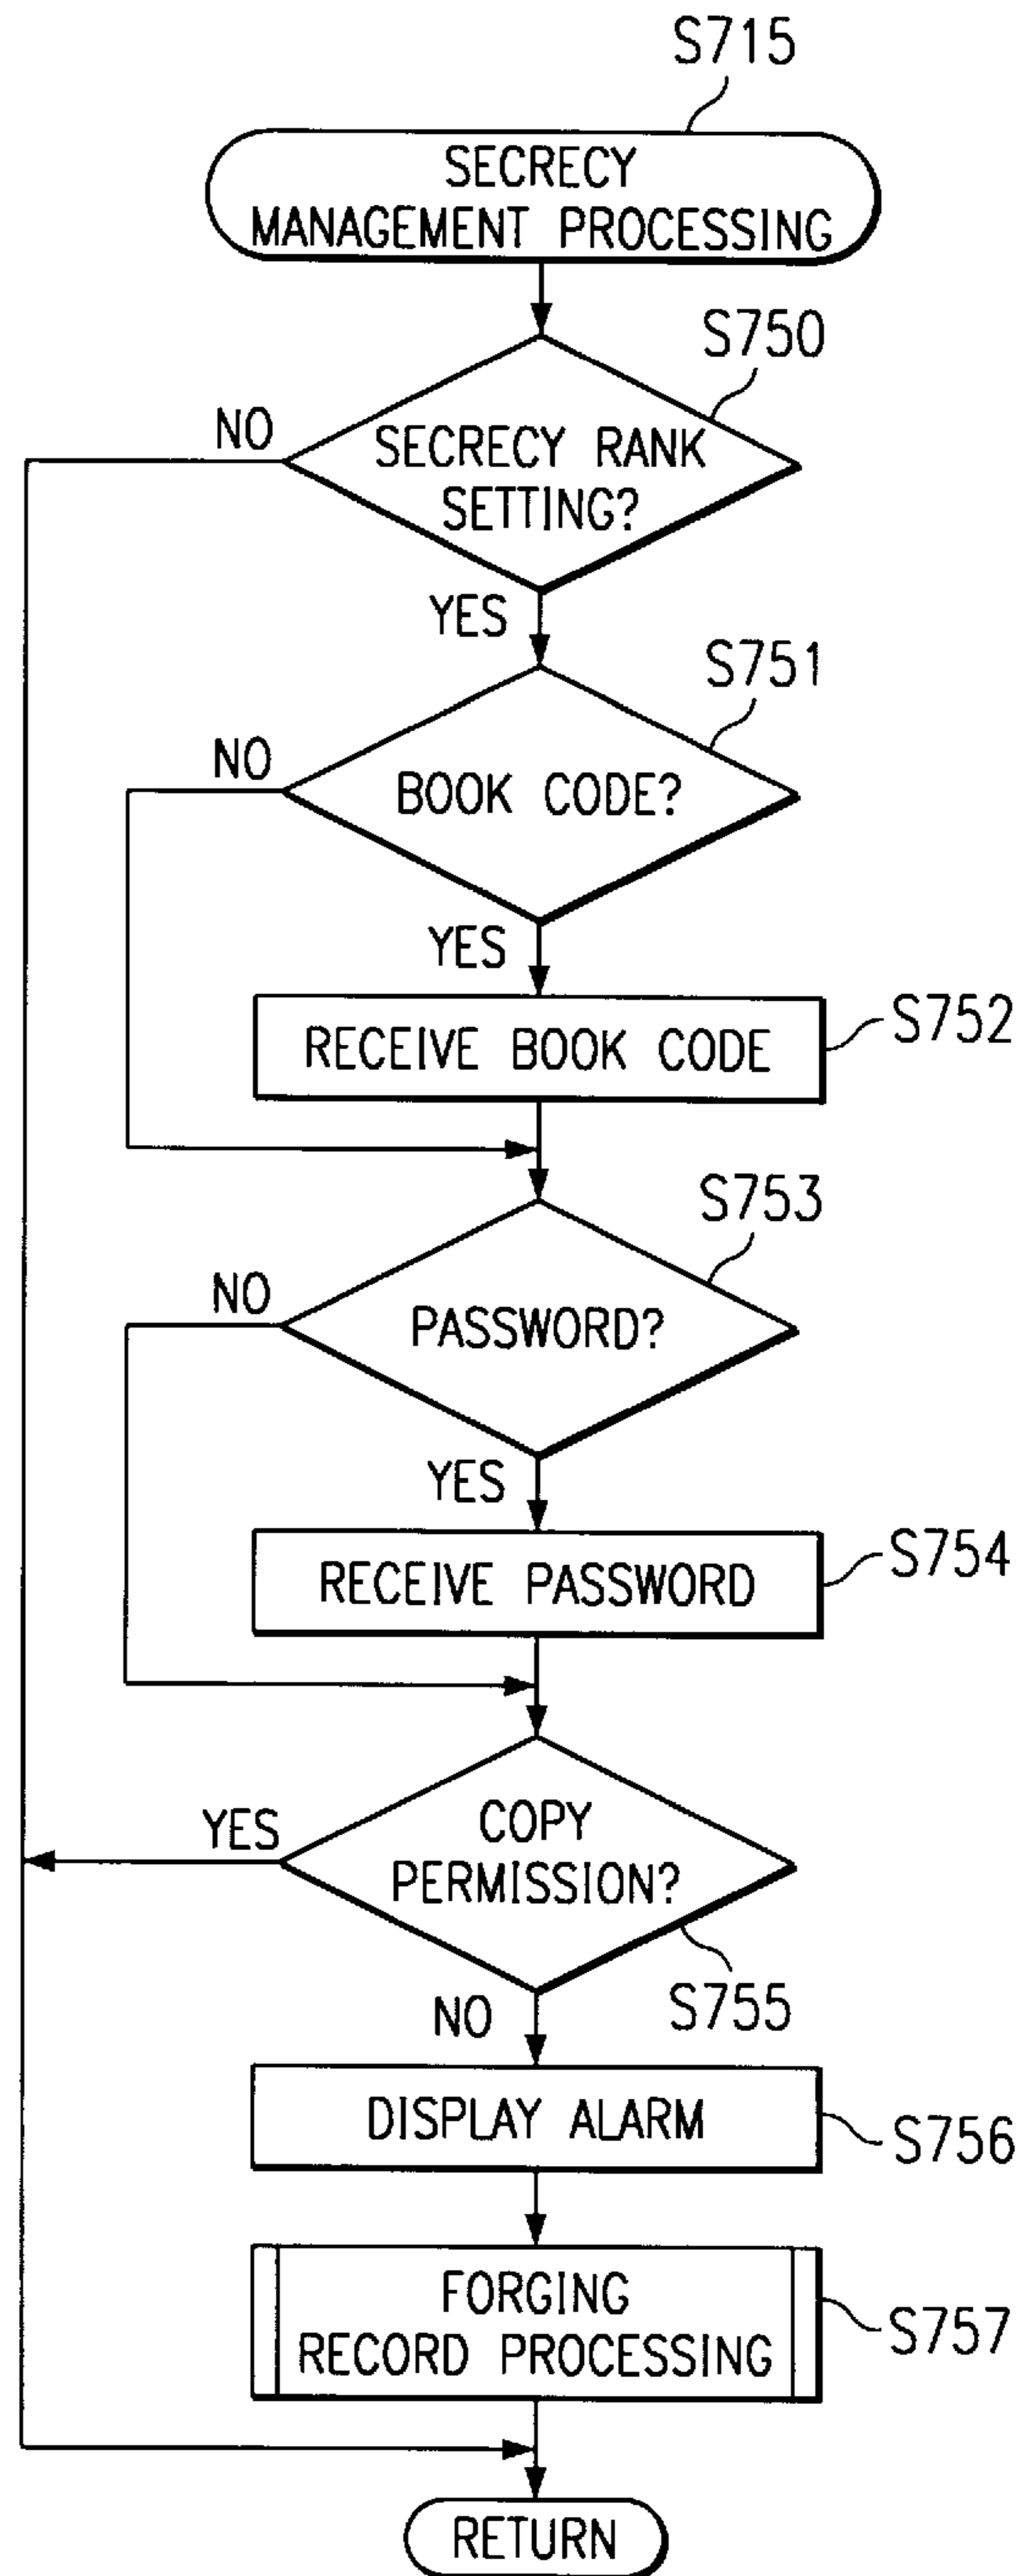 S715
SECRECY
MANAGEMENT PROCESSING
S750
NO
SECRECY RANK
SETTING?
YES
S751
NO
BOOK CODE?
YES
RECEIVE BOOK CODE
S752
S753
NO
PASSWORD?
YES
RECEIVE PASSWORD
S754
YES
COPY
PERMISSION?
S755
NO
DISPLAY ALARM
S756
FORGING
RECORD PROCESSING
S757
RETURN